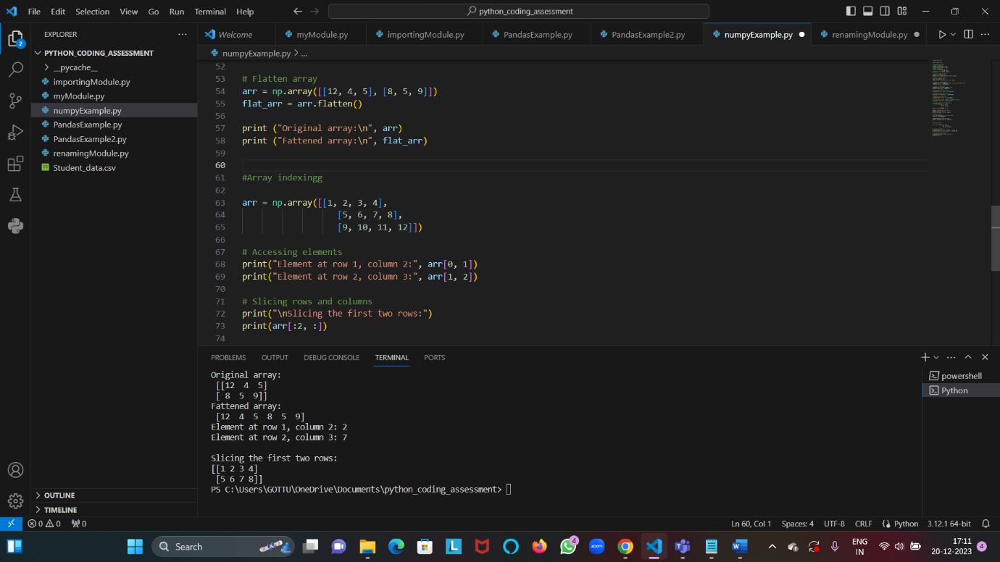 File Edit Selection View Go Run Terminal Help
python_coding_assessment
EXPLORER
Welcome
myModule.py
importingModule.py
PandasExample.py
PandasExample2.py
numpyExample.py
renamingModule.py
2
PYTHON_CODING_ASSESSMENT
__pycache__
importingModule.py
myModule.py
numpyExample.py
PandasExample.py
PandasExample2.py
renamingModule.py
Student_data.csv
OUTLINE
TIMELINE
numpyExample.py > ...
52
53 # Flatten array
54 arr = np.array([[12, 4, 5], [8, 5, 9]])
55 flat_arr = arr.flatten()
56
57 print ("Original array:\n", arr)
58 print ("Fattened array:\n", flat_arr)
59
60
61 #Array indexingg
62
63 arr = np.array([[1, 2, 3, 4],
64 [5, 6, 7, 8],
65 [9, 10, 11, 12]])
66
67 # Accessing elements
68 print("Element at row 1, column 2:", arr[0, 1])
69 print("Element at row 2, column 3:", arr[1, 2])
70
71 # Slicing rows and columns
72 print("\nSlicing the first two rows:")
73 print(arr[:2, :])
74
PROBLEMS OUTPUT DEBUG CONSOLE TERMINAL PORTS
Original array:
[[12 4 5]
[ 8 5 9]]
Fattened array:
[12 4 5 8 5 9]
Element at row 1, column 2: 2
Element at row 2, column 3: 7
Slicing the first two rows:
[[1 2 3 4]
[5 6 7 8]]
PS C:\Users\GOTTU\OneDrive\Documents\python_coding_assessment>
powershell
Python
0 0 0
Ln 60, Col 1 Spaces: 4 UTF-8 CRLF Python 3.12.1 64-bit
Search
L
4
zoom
W
ENG
IN
17:11
20-12-2023
4